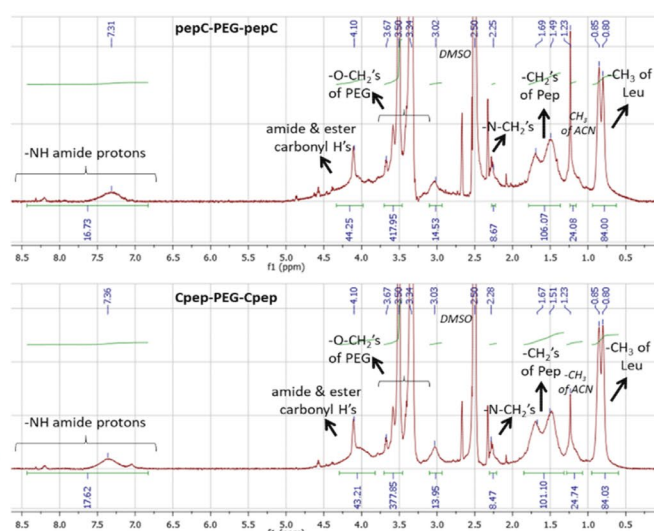 7.31
pepC-PEG-pepC
4.10
3.67
3.50
3.34
3.02
2.50
2.25
1.69
1.49
1.23
0.85
0.80
DMSO
-O-CH₂'s
of PEG
-CH₂'s
of Pep
-CH₃ of
Leu
CH₃
of ACN
amide & ester
carbonyl H's
-N-CH₂'s
-NH amide protons
16.73
44.25
417.95
14.53
8.67
106.07
24.08
84.00
8.5 8.0 7.5 7.0 6.5 6.0 5.5 5.0 4.5 4.0 3.5 3.0 2.5 2.0 1.5 1.0 0.5
f1 (ppm)
7.36
Cpep-PEG-Cpep
4.10
3.67
3.50
3.34
3.03
2.50
2.28
1.67
1.51
1.23
0.85
0.80
DMSO
-O-CH₂'s
of PEG
-CH₂'s
of Pep
-CH₃ of
Leu
-CH₃
of ACN
amide & ester
carbonyl H's
-N-CH₂'s
-NH amide protons
17.62
43.21
377.85
13.95
8.47
101.10
24.74
84.03
8.5 8.0 7.5 7.0 6.5 6.0 5.5 5.0 4.5 4.0 3.5 3.0 2.5 2.0 1.5 1.0 0.5